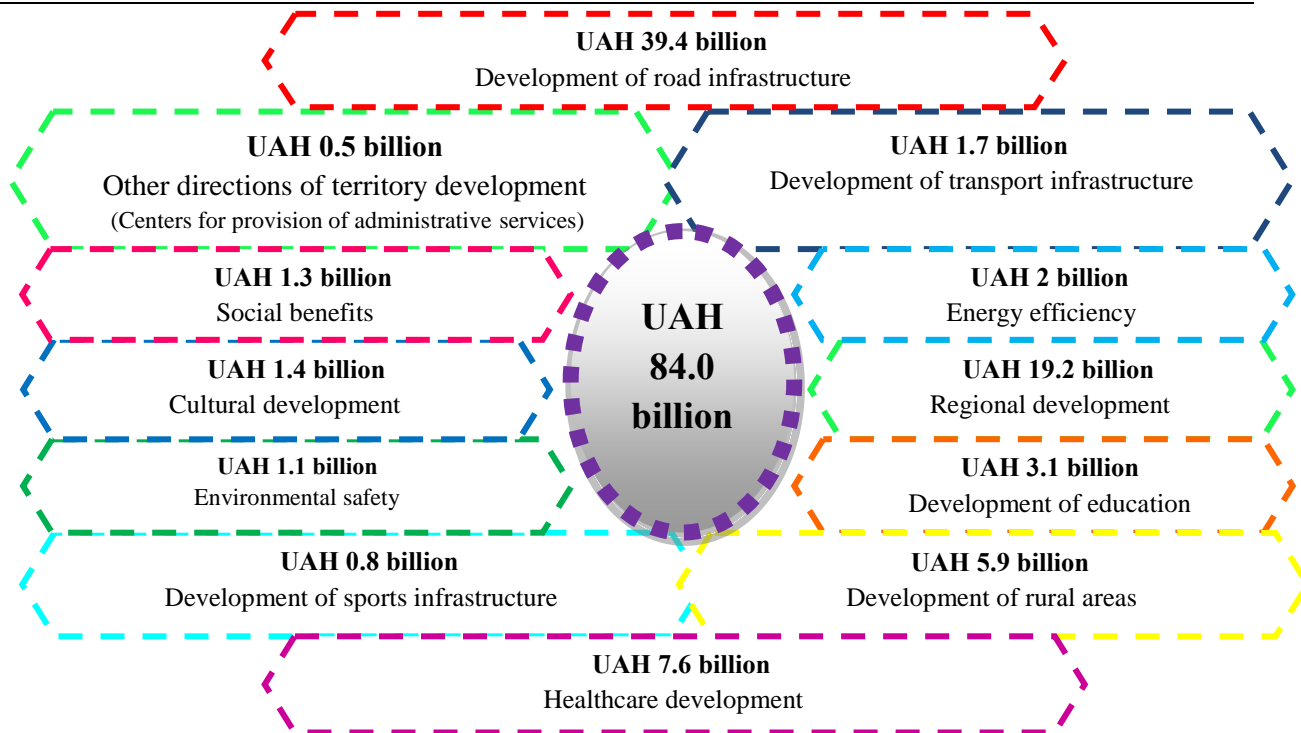 UAH 39.4 billion
Development of road infrastructure
UAH 0.5 billion
Other directions of territory development
(Centers for provision of administrative services)
UAH 1.7 billion
Development of transport infrastructure
UAH 1.3 billion
Social benefits
UAH 2 billion
Energy efficiency
UAH
84.0
billion
UAH 1.4 billion
Cultural development
UAH 19.2 billion
Regional development
UAH 1.1 billion
Environmental safety
UAH 3.1 billion
Development of education
UAH 0.8 billion
Development of sports infrastructure
UAH 5.9 billion
Development of rural areas
UAH 7.6 billion
Healthcare development